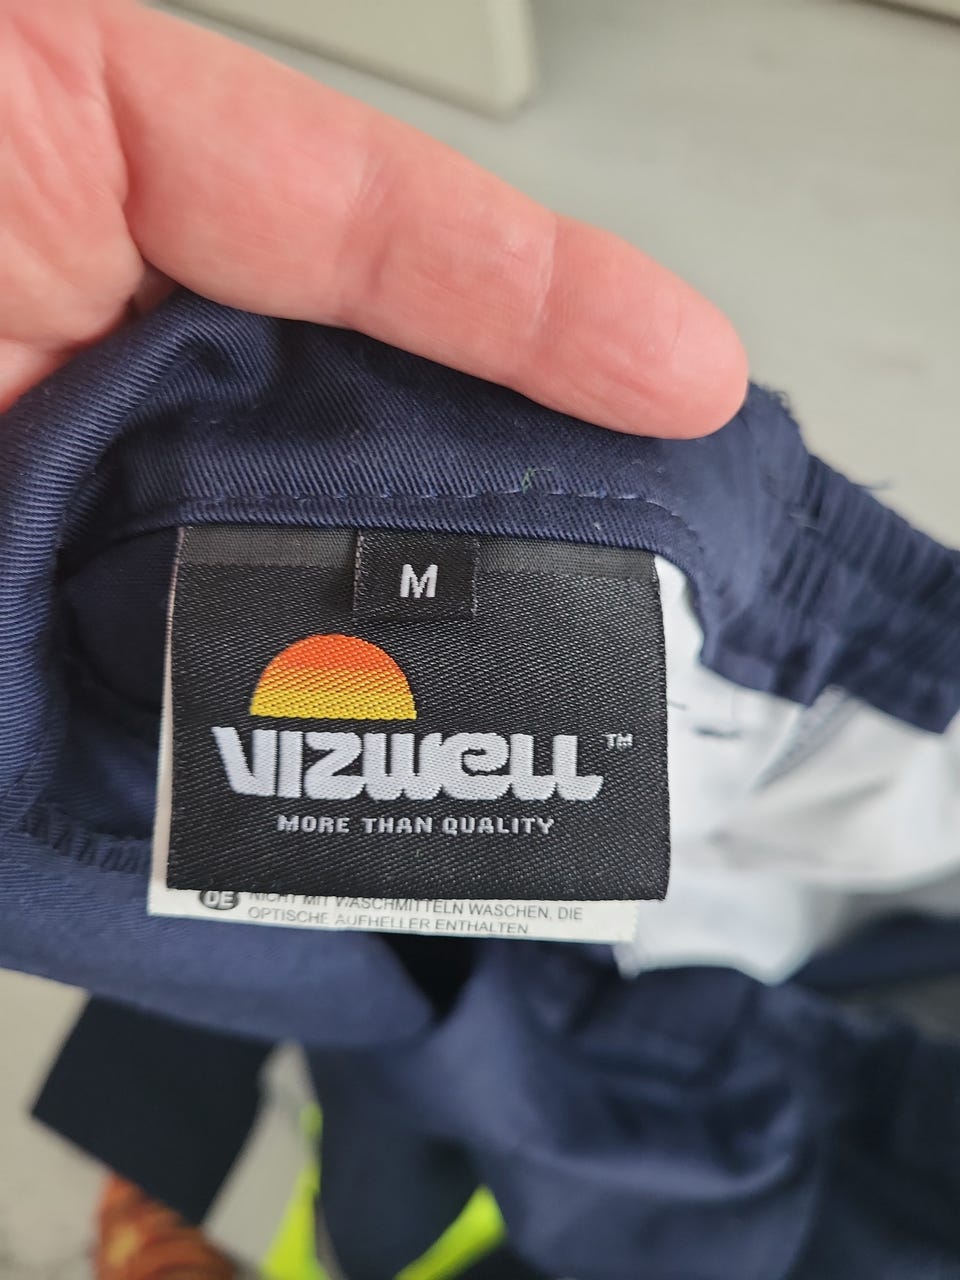 M
VIZWELL™
MORE THAN QUALITY
DE NICHT MIT WASCHMITTELN WASCHEN, DIE
OPTISCHE AUFHELLER ENTHALTEN